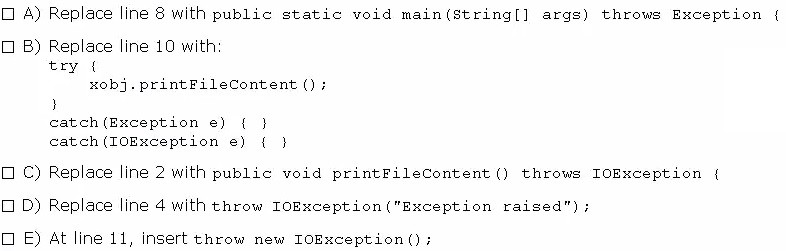 A) Replace line 8 with public static void main(String[] args) throws Exception {
B) Replace line 10 with:
try {
xobj.printFileContent();
}
catch(Exception e) { }
catch(IOException e) { }
C) Replace line 2 with public void printFileContent() throws IOException {
D) Replace line 4 with throw IOException("Exception raised");
E) At line 11, insert throw new IOException();